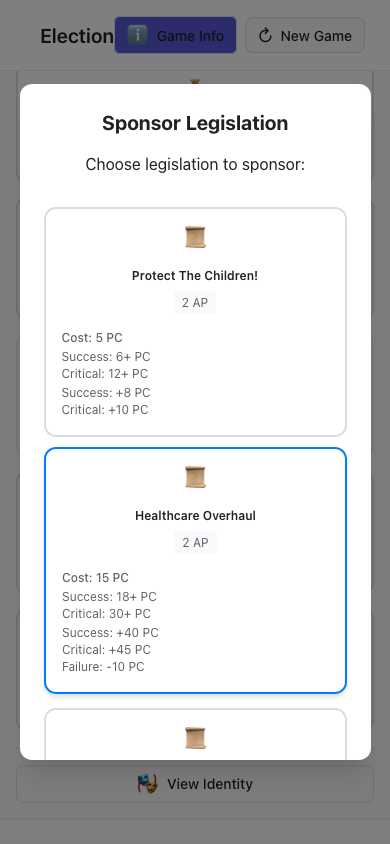 Election
Game Info
New Game
Sponsor Legislation
Choose legislation to sponsor:
Protect The Children!
2 AP
Cost: 5 PC
Success: 6+ PC
Critical: 12+ PC
Success: +8 PC
Critical: +10 PC
Healthcare Overhaul
2 AP
Cost: 15 PC
Success: 18+ PC
Critical: 30+ PC
Success: +40 PC
Critical: +45 PC
Failure: -10 PC
View Identity